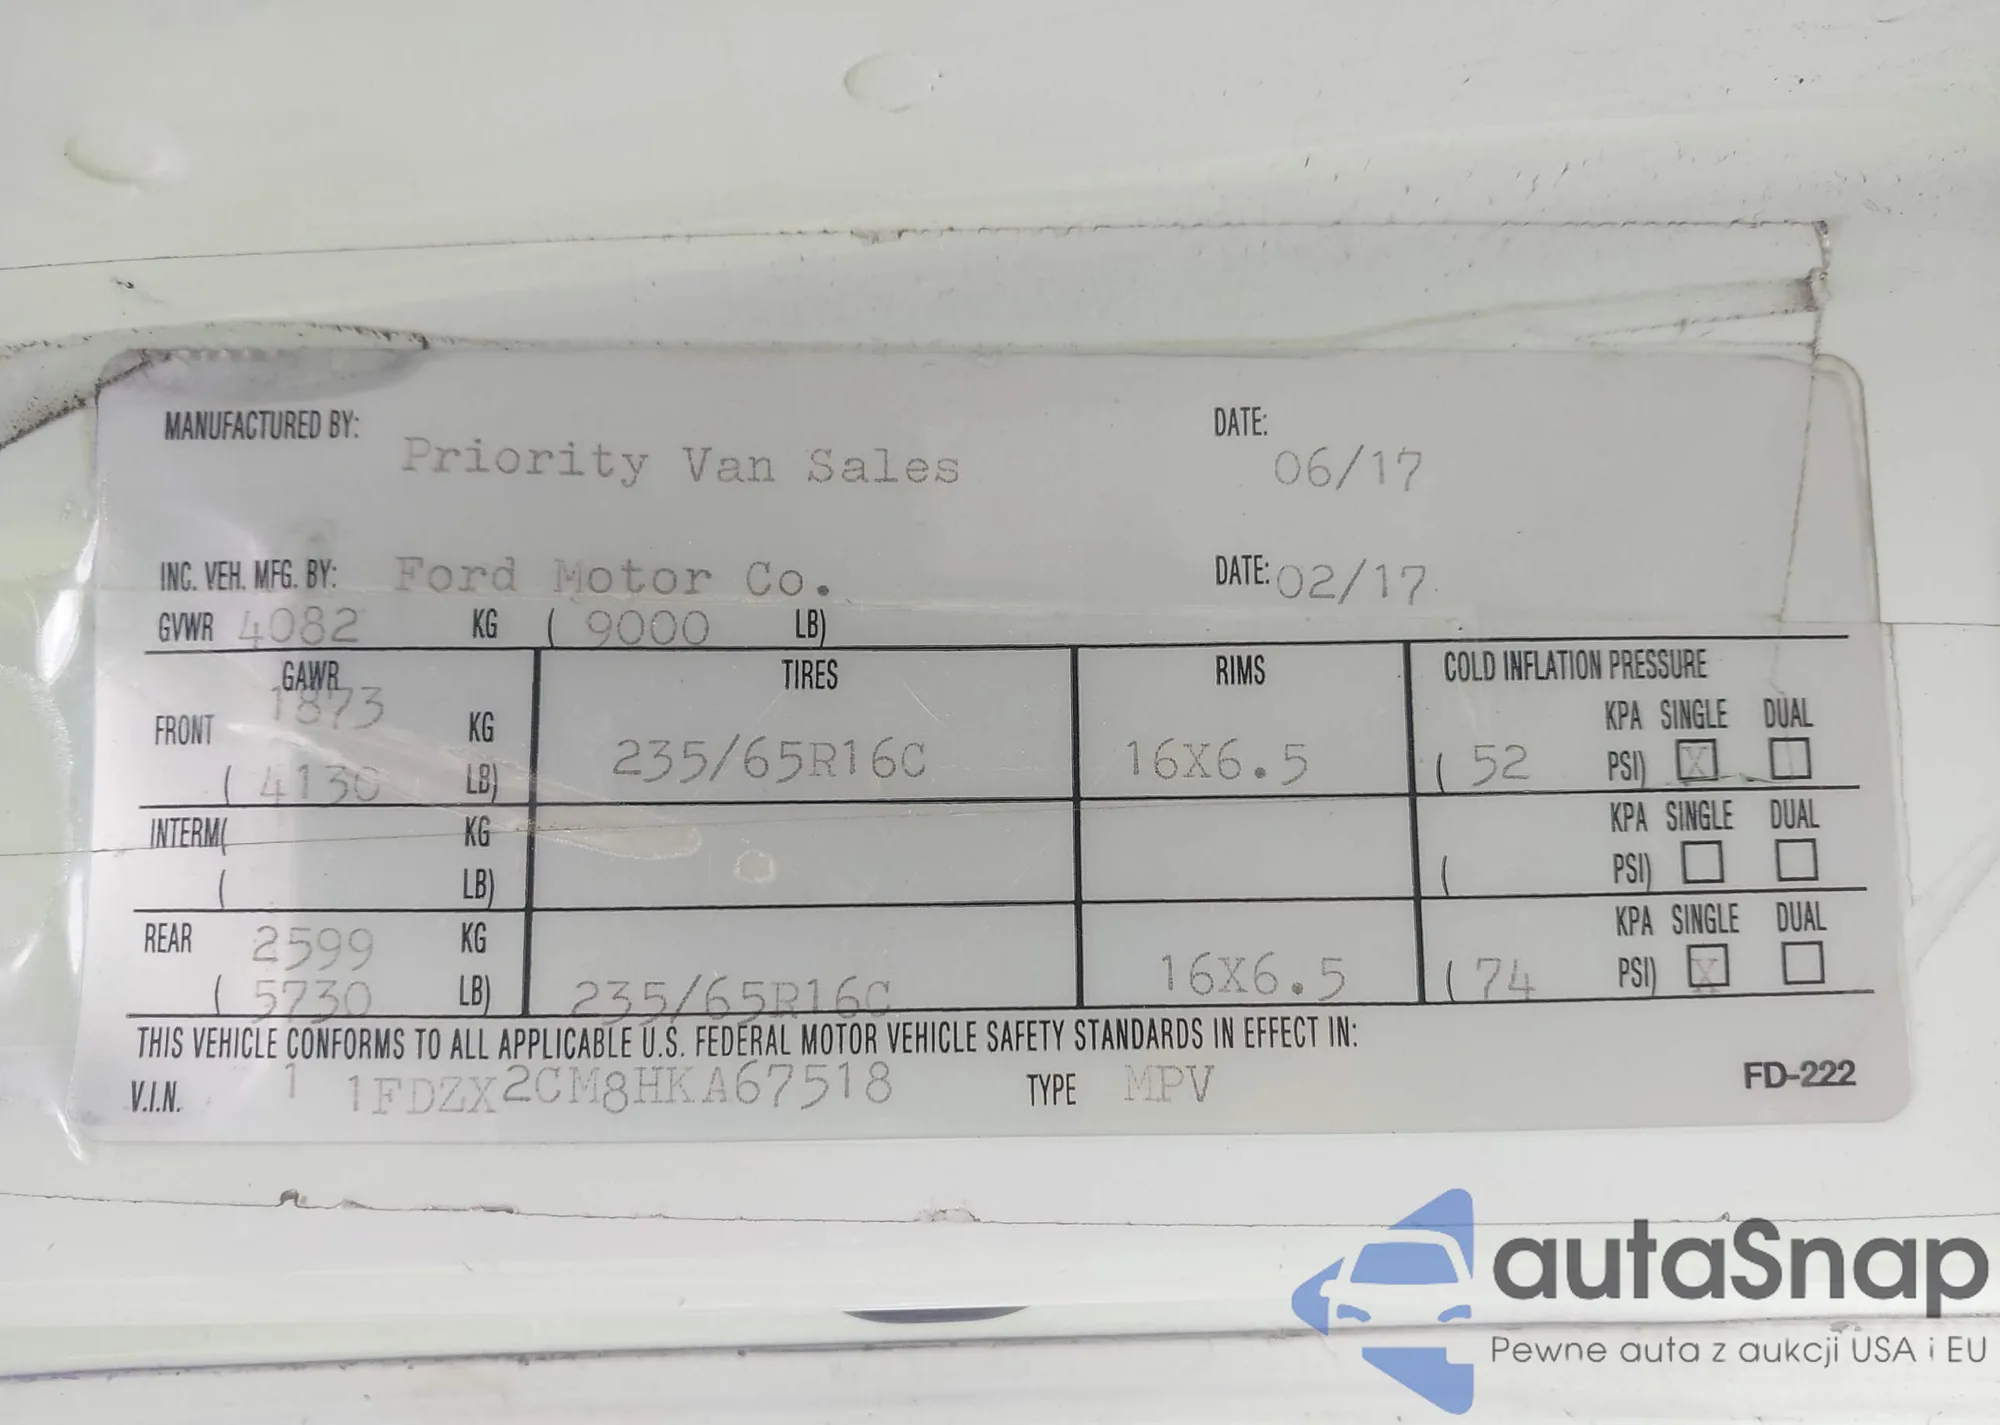 MANUFACTURED BY: Priority Van Sales DATE: 06/17
INC. VEH. MFG. BY: Ford Motor Co. DATE: 02/17
GVWR 4082 KG ( 9000 LB)
GAWR TIRES RIMS COLD INFLATION PRESSURE
FRONT 1873 KG KPA SINGLE DUAL
( 4130 LB) 235/65R16C 16X6.5 ( 52 PSI) X
INTERM( KG KPA SINGLE DUAL
( LB) ( PSI)
REAR 2599 KG KPA SINGLE DUAL
( 5730 LB) 235/65R16C 16X6.5 ( 74 PSI) X
THIS VEHICLE CONFORMS TO ALL APPLICABLE U.S. FEDERAL MOTOR VEHICLE SAFETY STANDARDS IN EFFECT IN:
V.I.N. 1 1FDZX2CM8HKA67518 TYPE MPV FD-222
autaSnap
Pewne auta z aukcji USA i EU